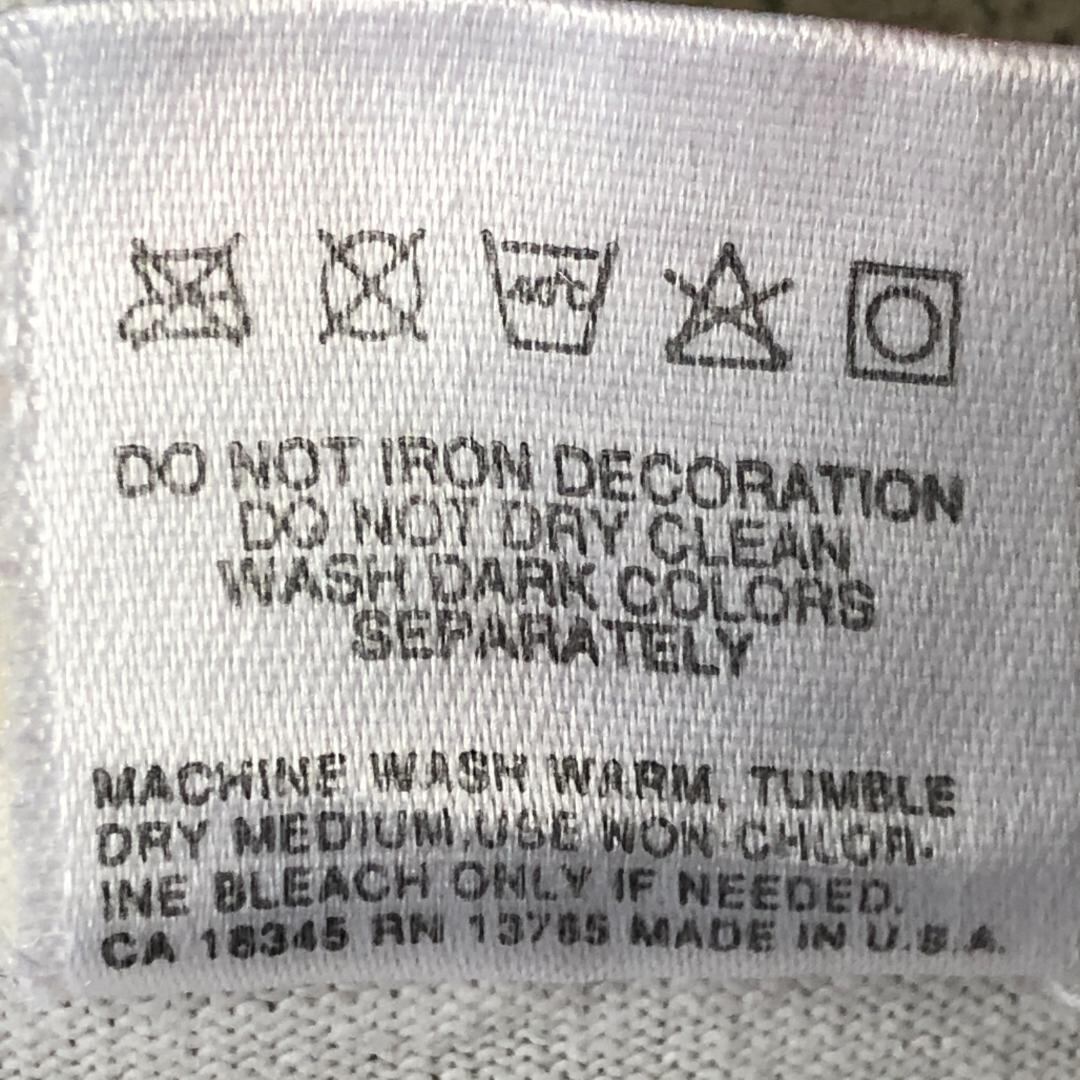 40°C
DO NOT IRON DECORATION
DO NOT DRY CLEAN
WASH DARK COLORS
SEPARATELY
MACHINE WASH WARM, TUMBLE
DRY MEDIUM, USE NON-CHLOR-
INE BLEACH ONLY IF NEEDED.
CA 18345 RN 13765 MADE IN U.S.A.